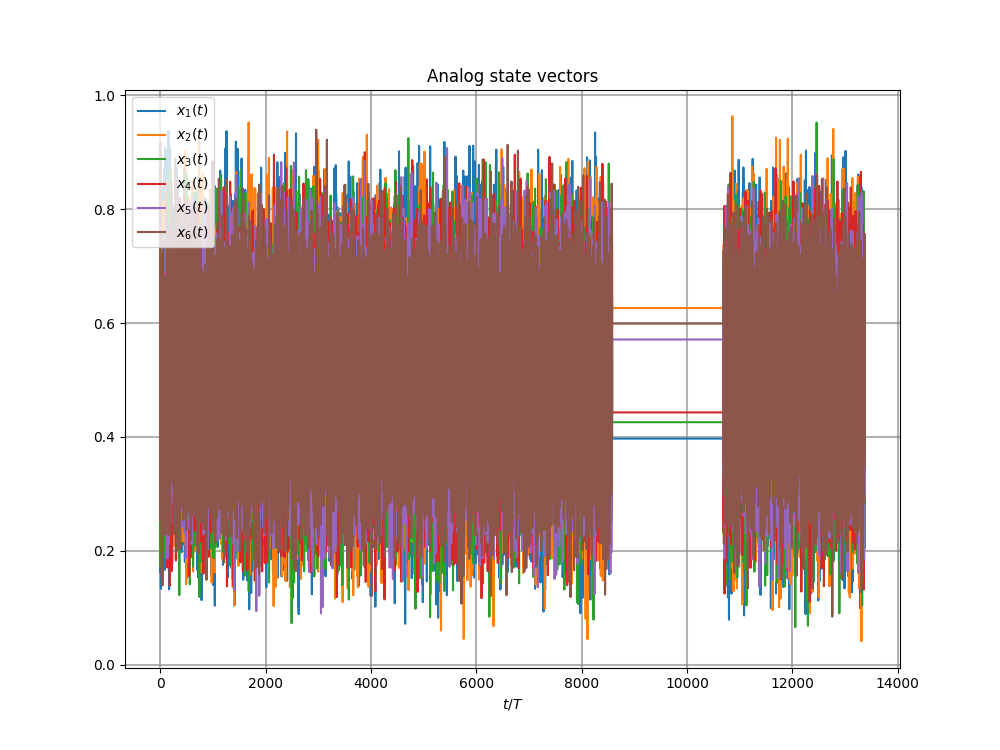 Analog state vectors
x₁(t)
x₂(t)
x₃(t)
x₄(t)
x₅(t)
x₆(t)
1.0
0.8
0.6
0.4
0.2
0.0
0 2000 4000 6000 8000 10000 12000 14000
t/T